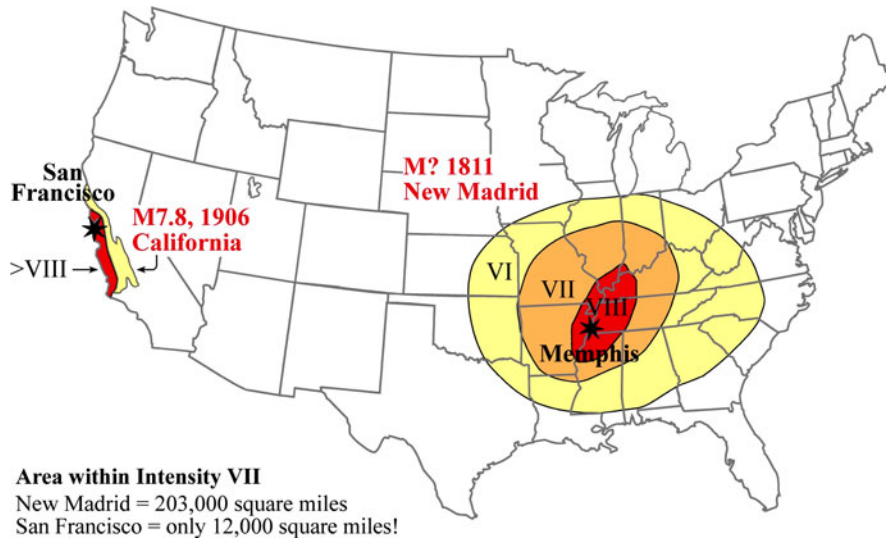 San
Francisco
M7.8, 1906
California
>VIII
M? 1811
New Madrid
VI
VII
VIII
Memphis
Area within Intensity VII
New Madrid = 203,000 square miles
San Francisco = only 12,000 square miles!